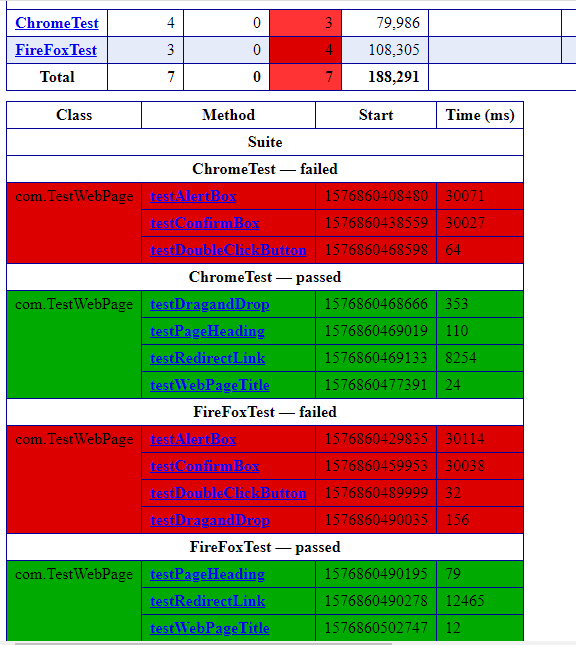 ChromeTest 4 0 3 79,986
FireFoxTest 3 0 4 108,305
Total 7 0 7 188,291
Class Method Start Time (ms)
Suite
ChromeTest — failed
com.TestWebPage testAlertBox 1576860408480 30071
testConfirmBox 1576860438559 30027
testDoubleClickButton 1576860468598 64
ChromeTest — passed
com.TestWebPage testDragandDrop 1576860468666 353
testPageHeading 1576860469019 110
testRedirectLink 1576860469133 8254
testWebPageTitle 1576860477391 24
FireFoxTest — failed
com.TestWebPage testAlertBox 1576860429835 30114
testConfirmBox 1576860459953 30038
testDoubleClickButton 1576860489999 32
testDragandDrop 1576860490035 156
FireFoxTest — passed
com.TestWebPage testPageHeading 1576860490195 79
testRedirectLink 1576860490278 12465
testWebPageTitle 1576860502747 12